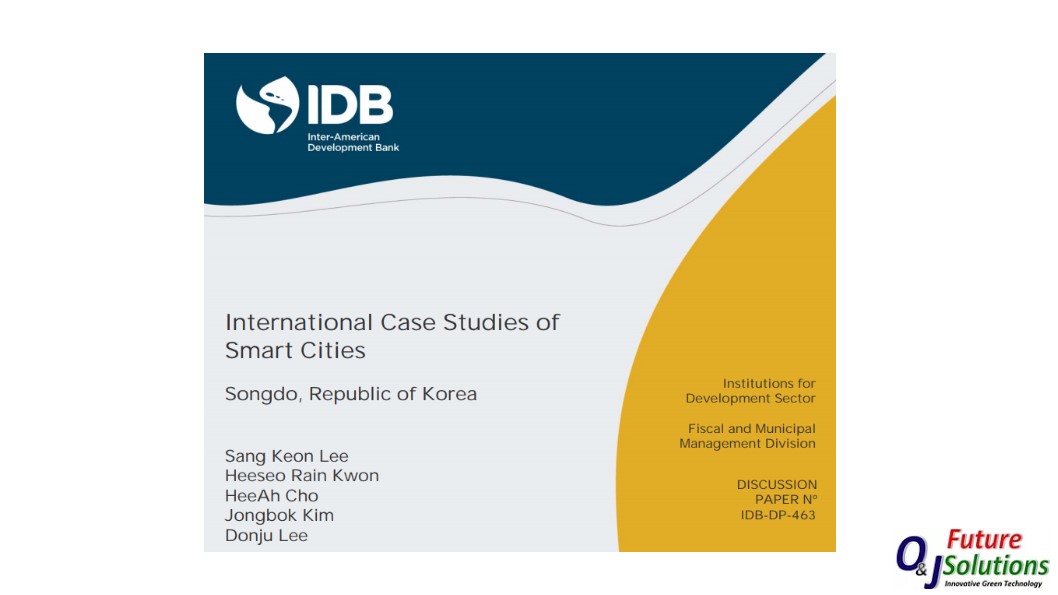 IDB
Inter-American
Development Bank
International Case Studies of
Smart Cities
Songdo, Republic of Korea
Sang Keon Lee
Heeseo Rain Kwon
HeeAh Cho
Jongbok Kim
Donju Lee
Institutions for
Development Sector
Fiscal and Municipal
Management Division
DISCUSSION
PAPER Nº
IDB-DP-463
O&J Future
Solutions
Innovative Green Technology